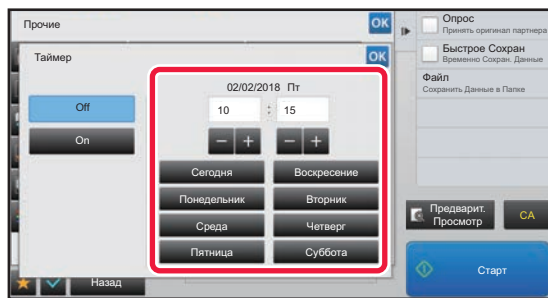 Прочие
OK
Таймер
OK
02/02/2018 Пт
Off
10 : 15
On
− + − +
Сегодня Воскресение
Понедельник Вторник
Среда Четверг
Пятница Суббота
Назад
Опрос
Принять оригинал партнера
Быстрое Сохран
Временно Сохран. Данные
Файл
Сохранить Данные в Папке
Предварит.
Просмотр
CA
Старт